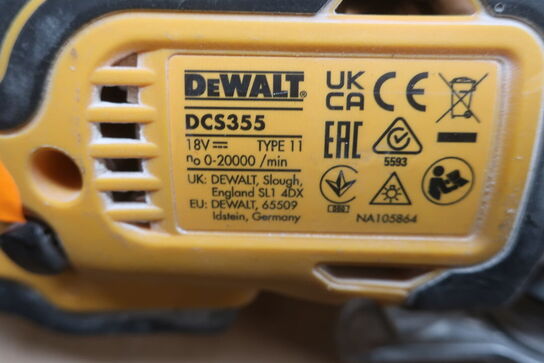 DEWALT
DCS355
18V TYPE 11
no 0-20000 /min
UK: DEWALT, Slough,
England SL1 4DX
EU: DEWALT, 65509
Idstein, Germany
UK
CA
CE
EAC
5593
NA105864